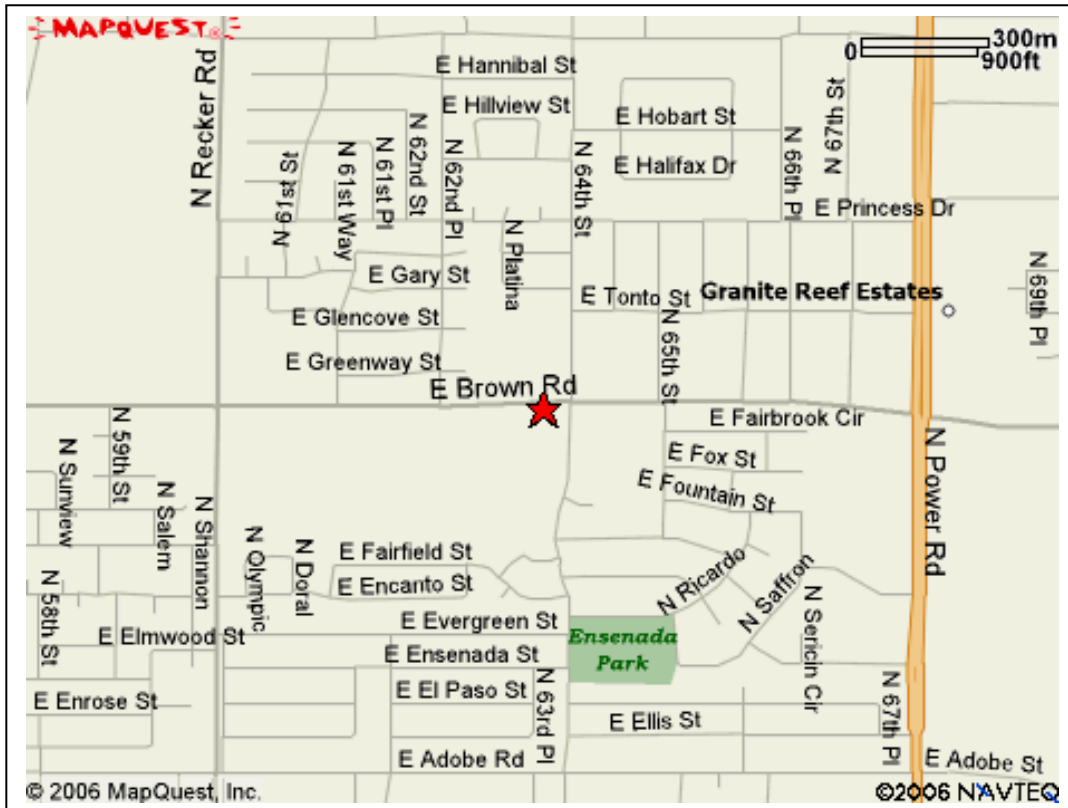 MAPQUEST®
0 300m
900ft
N Recker Rd
E Hannibal St
E Hillview St
E Hobart St
E Halifax Dr
N 67th St
N 66th Pl
N 64th St
N 62nd St
N 62nd Pl
N 61st Pl
N 61st Way
N 61st St
E Princess Dr
N Platina
E Gary St
E Tonto St
Granite Reef Estates
N 69th Pl
E Glencove St
N 65th St
E Greenway St
E Brown Rd
E Fairbrook Cir
N 59th St
N Sunview
N Salem
N Shannon
E Fox St
E Fountain St
N Power Rd
N Olympic
N Doral
E Fairfield St
E Encanto St
N Ricardo
N Saffron
N Sericin Cir
N 58th St
E Elmwood St
E Evergreen St
Ensenada
Park
E Ensenada St
E El Paso St
N 63rd Pl
E Enrose St
E Ellis St
N 67th Pl
E Adobe Rd
E Adobe St
© 2006 MapQuest, Inc.
©2006 NAVTEQ